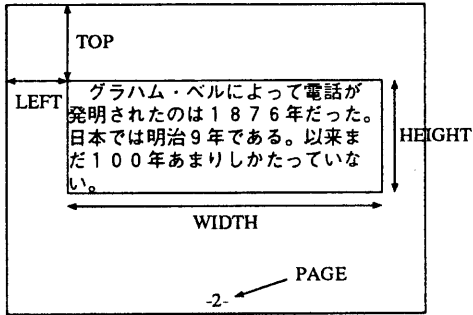 TOP
LEFT
グラハム・ベルによって電話が
発明されたのは１８７６年だった。
日本では明治９年である。以来ま
だ１００年あまりしかたっていな
い。
HEIGHT
WIDTH
PAGE
-2-